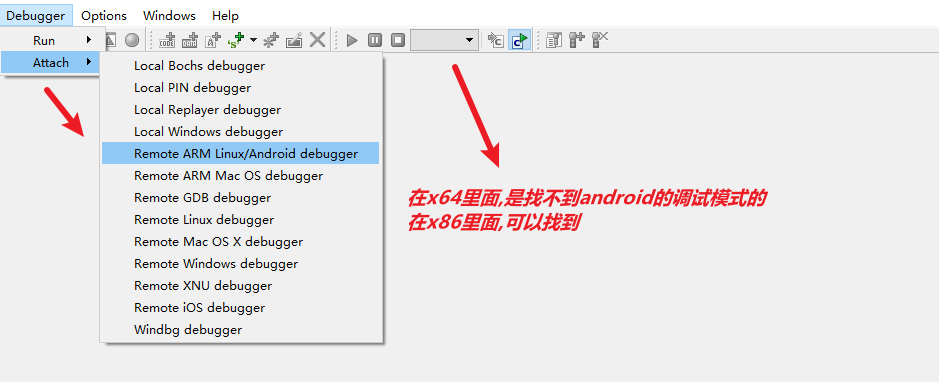 Debugger Options Windows Help
Run
Attach
Local Bochs debugger
Local PIN debugger
Local Replayer debugger
Local Windows debugger
Remote ARM Linux/Android debugger
Remote ARM Mac OS debugger
Remote GDB debugger
Remote Linux debugger
Remote Mac OS X debugger
Remote Windows debugger
Remote XNU debugger
Remote iOS debugger
Windbg debugger
在x64里面,是找不到android的调试模式的
在x86里面,可以找到